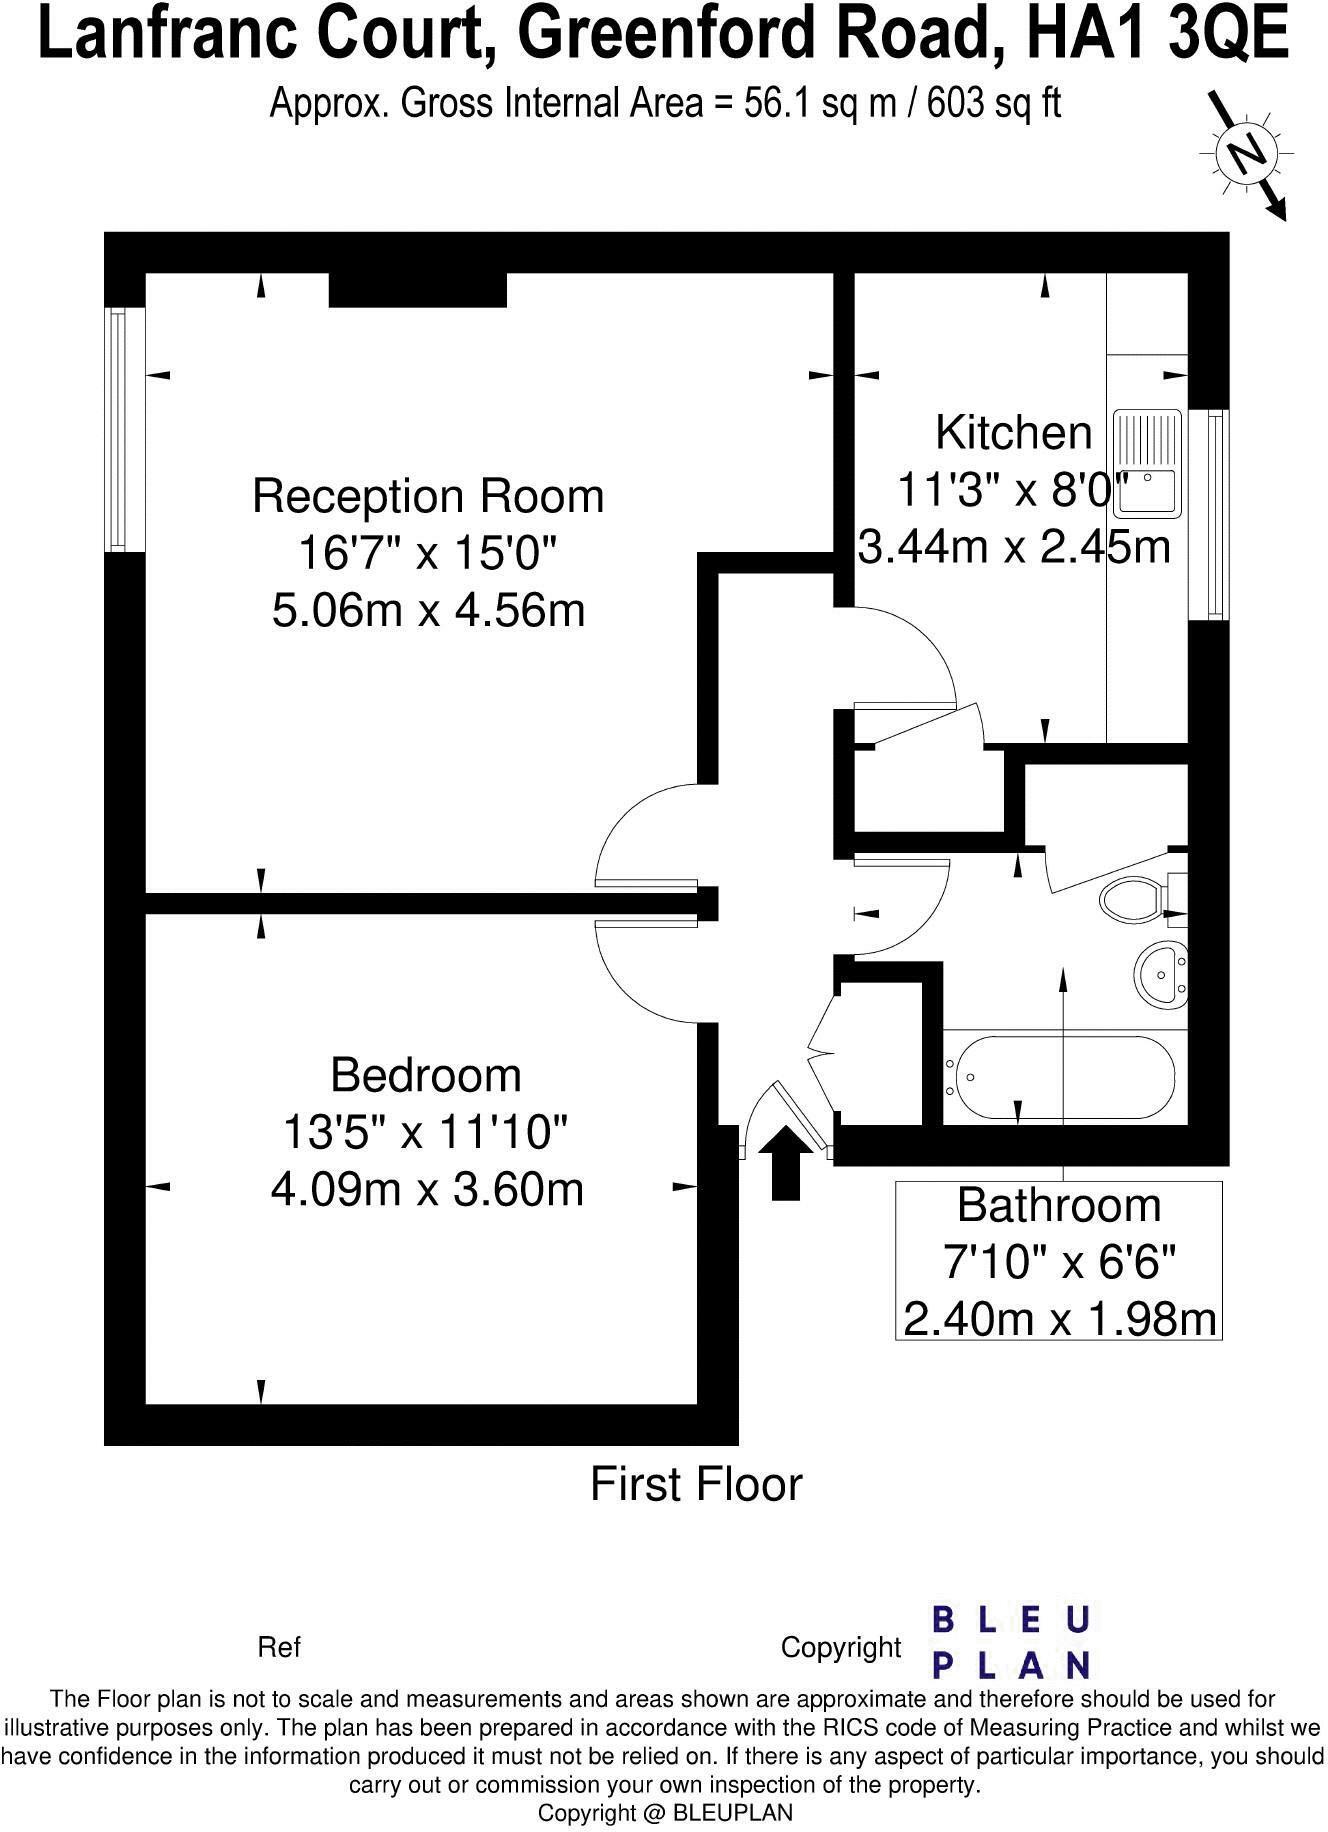 Lanfranc Court, Greenford Road, HA1 3QE
Approx. Gross Internal Area = 56.1 sq m / 603 sq ft
N
Kitchen
11'3" x 8'0"
3.44m x 2.45m
Reception Room
16'7" x 15'0"
5.06m x 4.56m
Bedroom
13'5" x 11'10"
4.09m x 3.60m
Bathroom
7'10" x 6'6"
2.40m x 1.98m
First Floor
Ref
Copyright
BLEU
PLAN
The Floor plan is not to scale and measurements and areas shown are approximate and therefore should be used for
illustrative purposes only. The plan has been prepared in accordance with the RICS code of Measuring Practice and whilst we
have confidence in the information produced it must not be relied on. If there is any aspect of particular importance, you should
carry out or commission your own inspection of the property.
Copyright @ BLEUPLAN